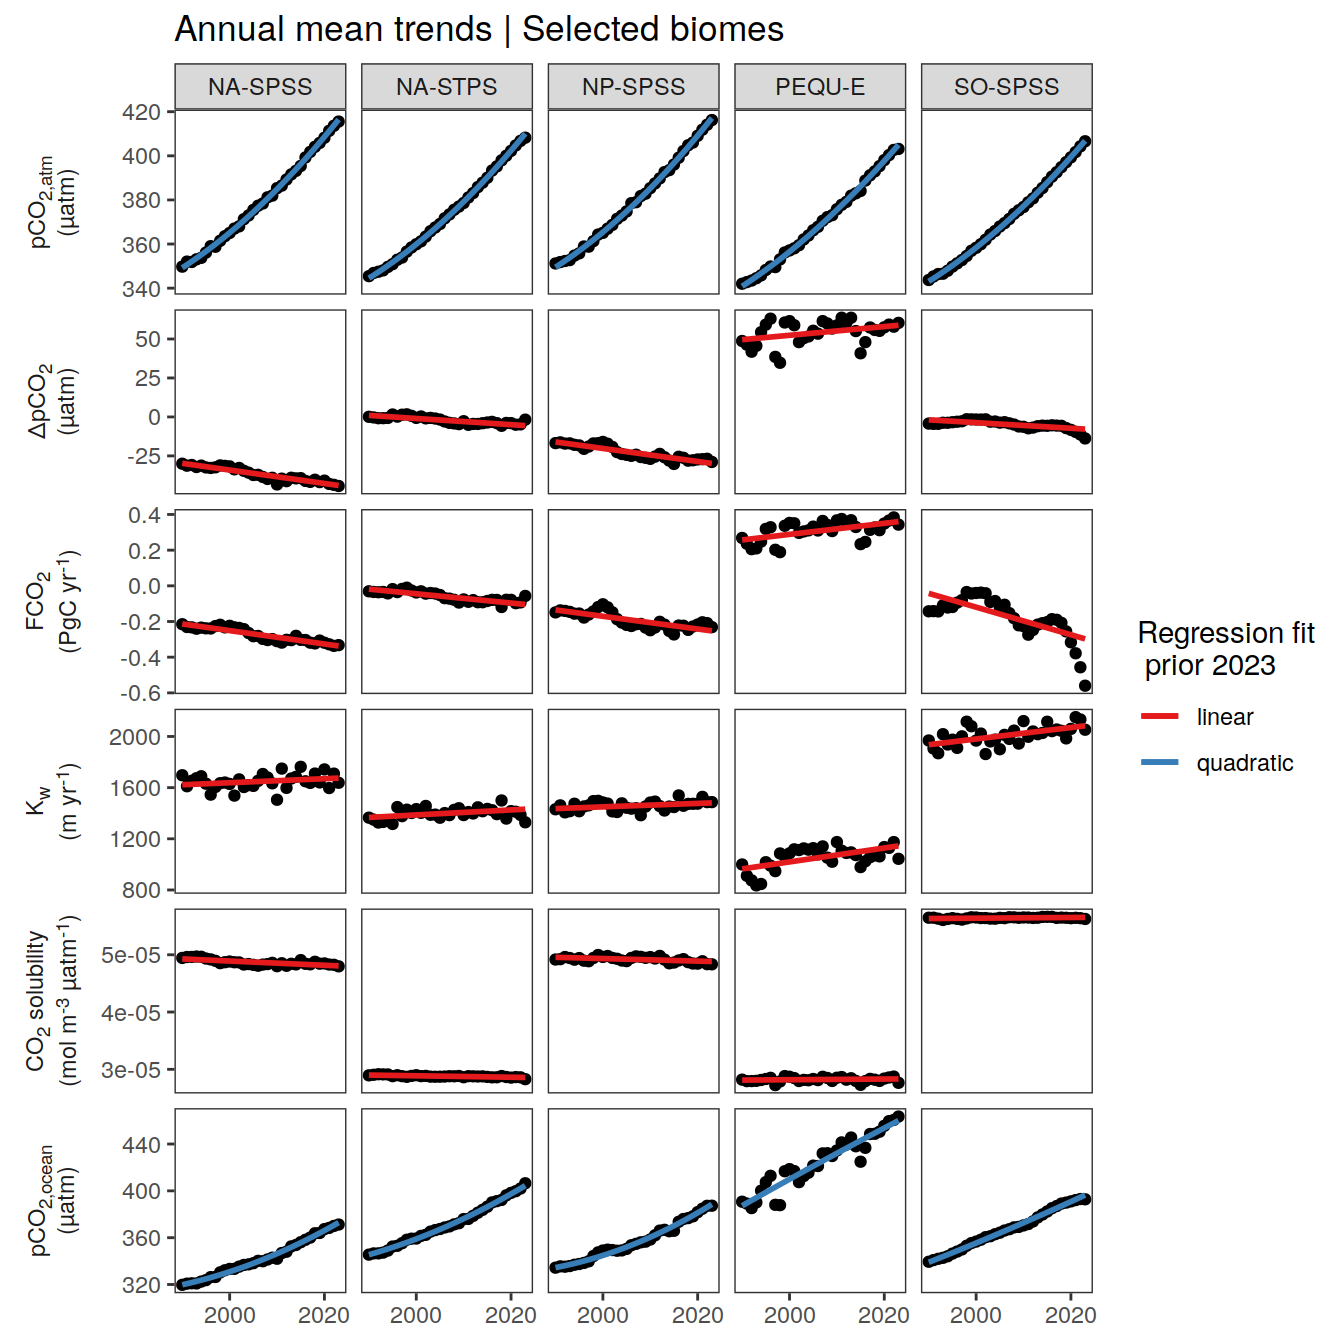 Annual mean trends | Selected biomes
NA-SPSS NA-STPS NP-SPSS PEQU-E SO-SPSS
pCO2,atm
(µatm)
420
400
380
360
340
ΔpCO2
(µatm)
50
25
0
-25
FCO2
(PgC yr-1)
0.4
0.2
0.0
-0.2
-0.4
-0.6
Kw
(m yr-1)
2000
1600
1200
800
CO2 solubility
(mol m-3 µatm-1)
5e-05
4e-05
3e-05
pCO2,ocean
(µatm)
440
400
360
320
2000 2020 2000 2020 2000 2020 2000 2020 2000 2020
Regression fit
prior 2023
linear
quadratic